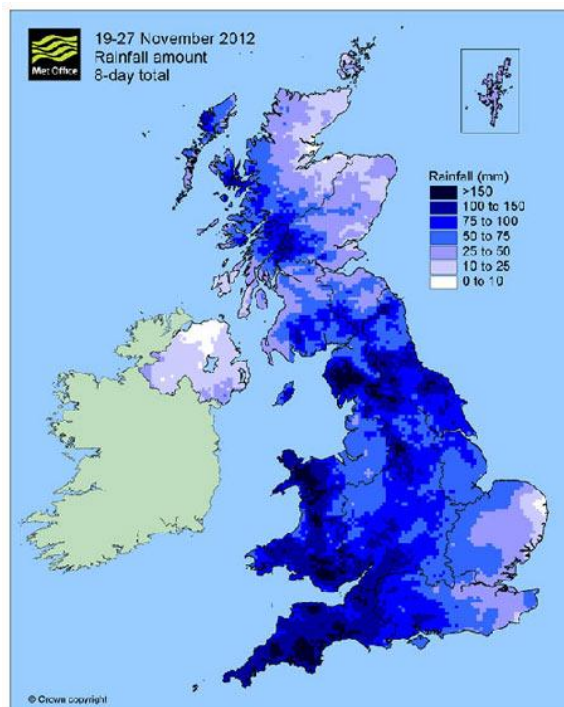 Met Office
19-27 November 2012
Rainfall amount
8-day total
Rainfall (mm)
>150
100 to 150
75 to 100
50 to 75
25 to 50
10 to 25
0 to 10
© Crown copyright